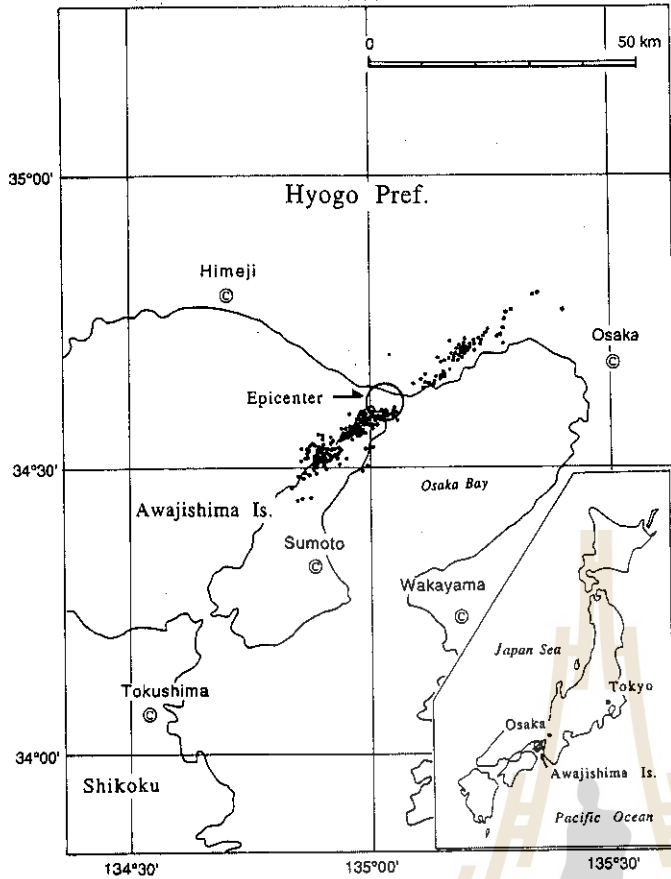 0
50 km
35°00'
Hyogo Pref.
Himeji
©
Osaka
©
Epicenter
34°50'
Osaka Bay
Awajishima Is.
Sumoto
©
Wakayama
©
Japan Sea
Tokushima
©
Tokyo
Osaka
34°00'
Shikoku
Awajishima Is.
Pacific Ocean
134°30'
135°00'
135°30'